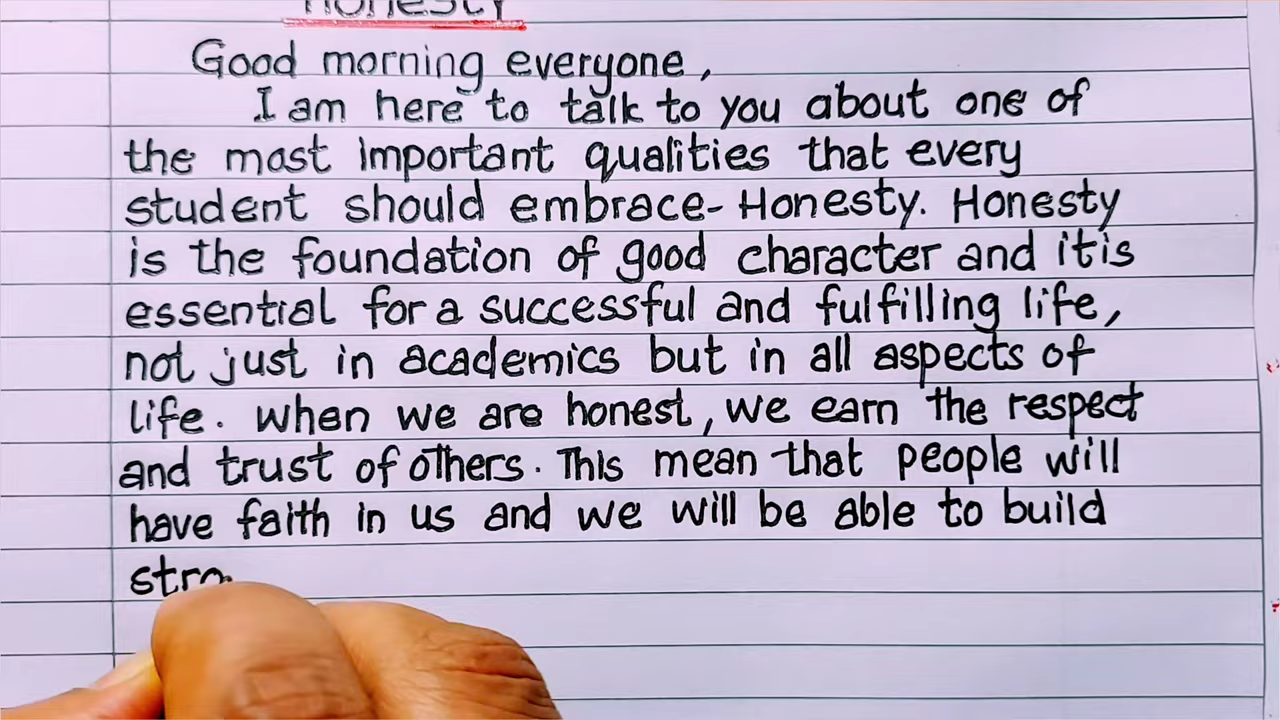 Honesty
Good morning everyone,
I am here to talk to you about one of
the most important qualities that every
student should embrace- Honesty. Honesty
is the foundation of good character and it is
essential for a successful and fulfilling life,
not just in academics but in all aspects of
life. When we are honest, we earn the respect
and trust of others. This mean that people will
have faith in us and we will be able to build
stro